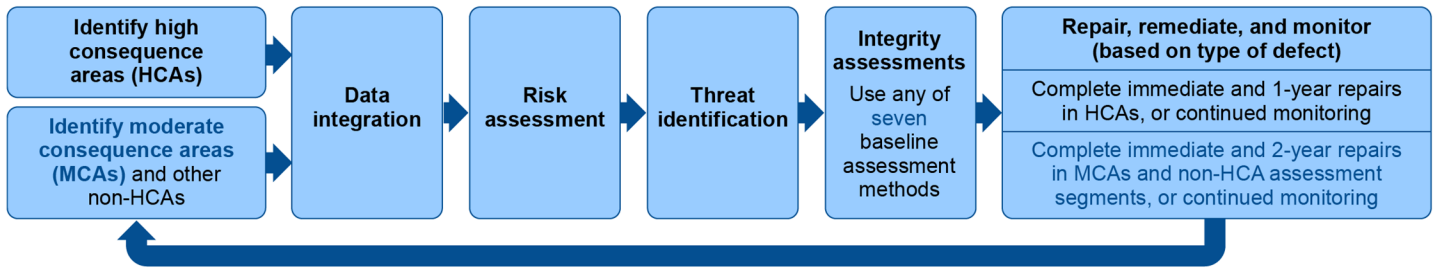 Identify high
consequence
areas (HCAs)
Identify moderate
consequence areas
(MCAs) and other
non-HCAs
Data
integration
Risk
assessment
Threat
identification
Integrity
assessments
Use any of
seven
baseline
assessment
methods
Repair, remediate, and monitor
(based on type of defect)
Complete immediate and 1-year repairs
in HCAs, or continued monitoring
Complete immediate and 2-year repairs
in MCAs and non-HCA assessment
segments, or continued monitoring